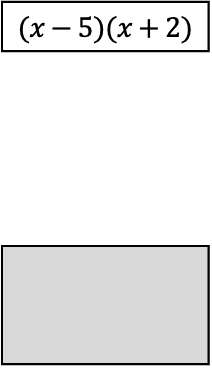 (x − 5)(x + 2)